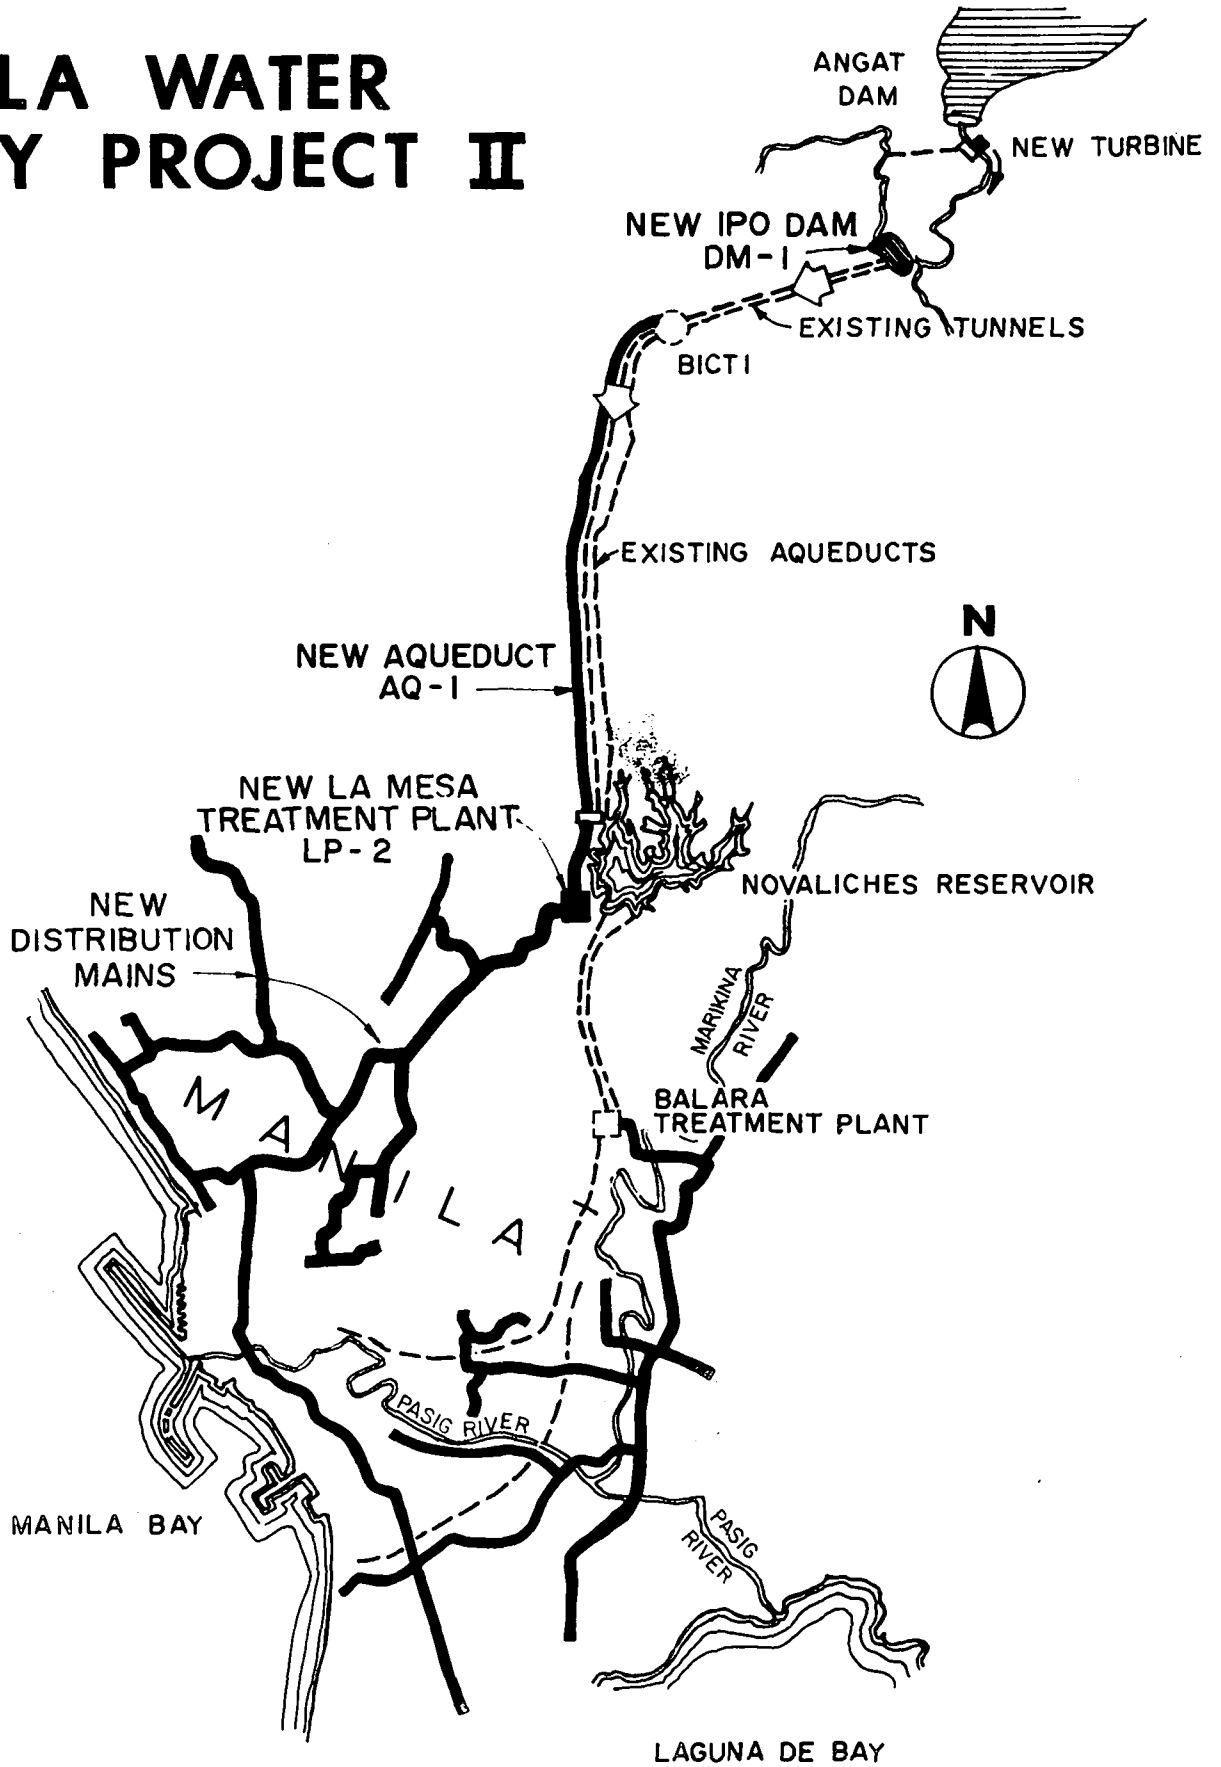 LA WATER
Y PROJECT II
ANGAT
DAM
NEW TURBINE
NEW IPO DAM
DM-1
EXISTING TUNNELS
BICTI
EXISTING AQUEDUCTS
N
NEW AQUEDUCT
AQ-1
NEW LA MESA
TREATMENT PLANT
LP-2
NOVALICHES RESERVOIR
NEW
DISTRIBUTION
MAINS
MARIKINA
RIVER
BALARA
TREATMENT PLANT
MANILA
PASIG RIVER
MANILA BAY
PASIG
RIVER
LAGUNA DE BAY